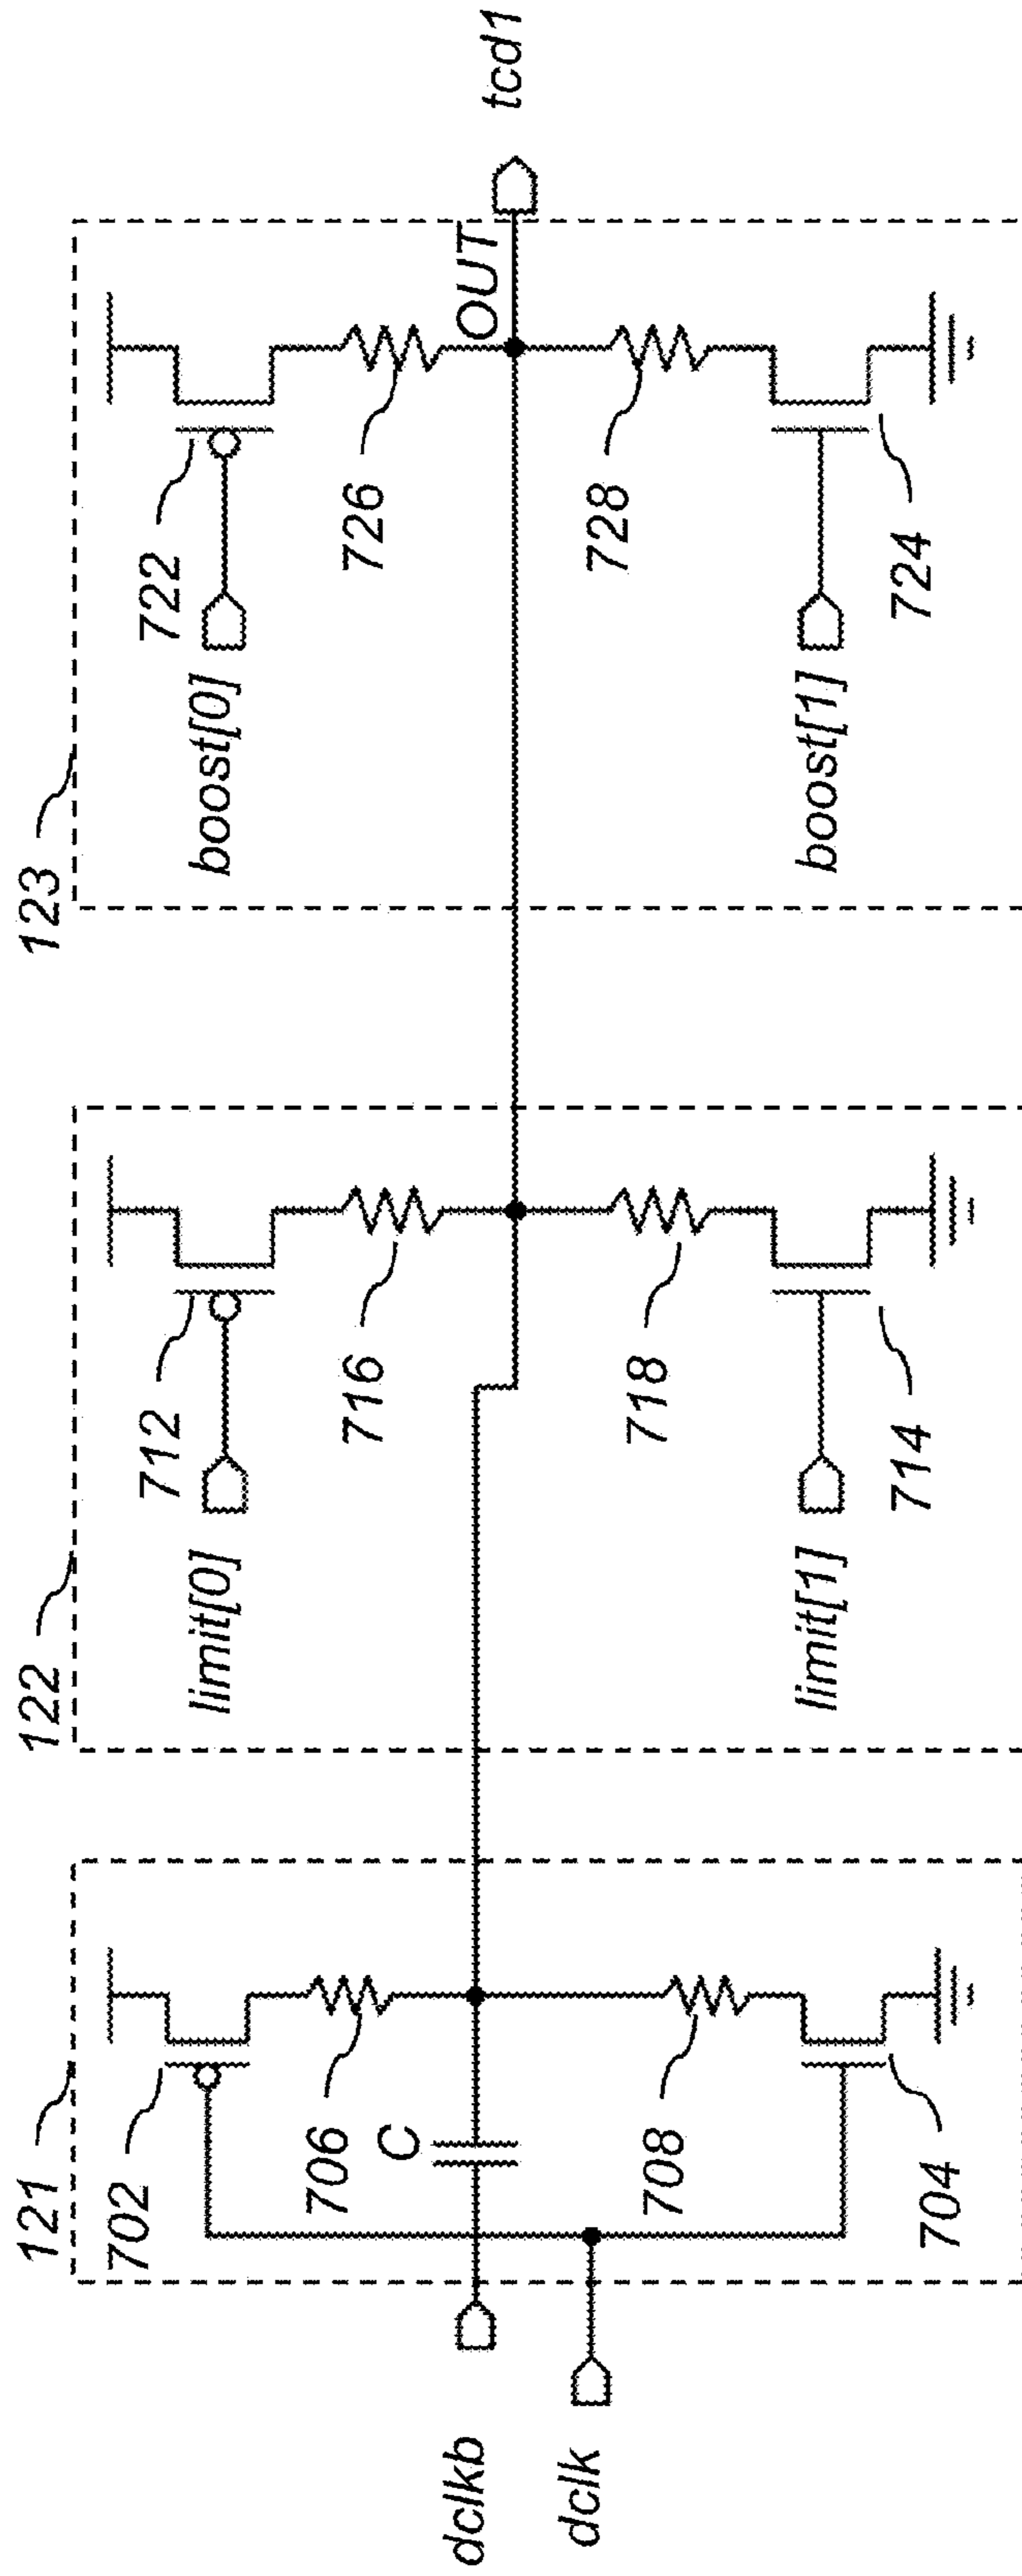 121
122
123
702
712
722
limit[0]
boost[0]
706
C
716
726
OUT
tcd1
dclkb
dclk
708
718
728
limit[1]
boost[1]
704
714
724